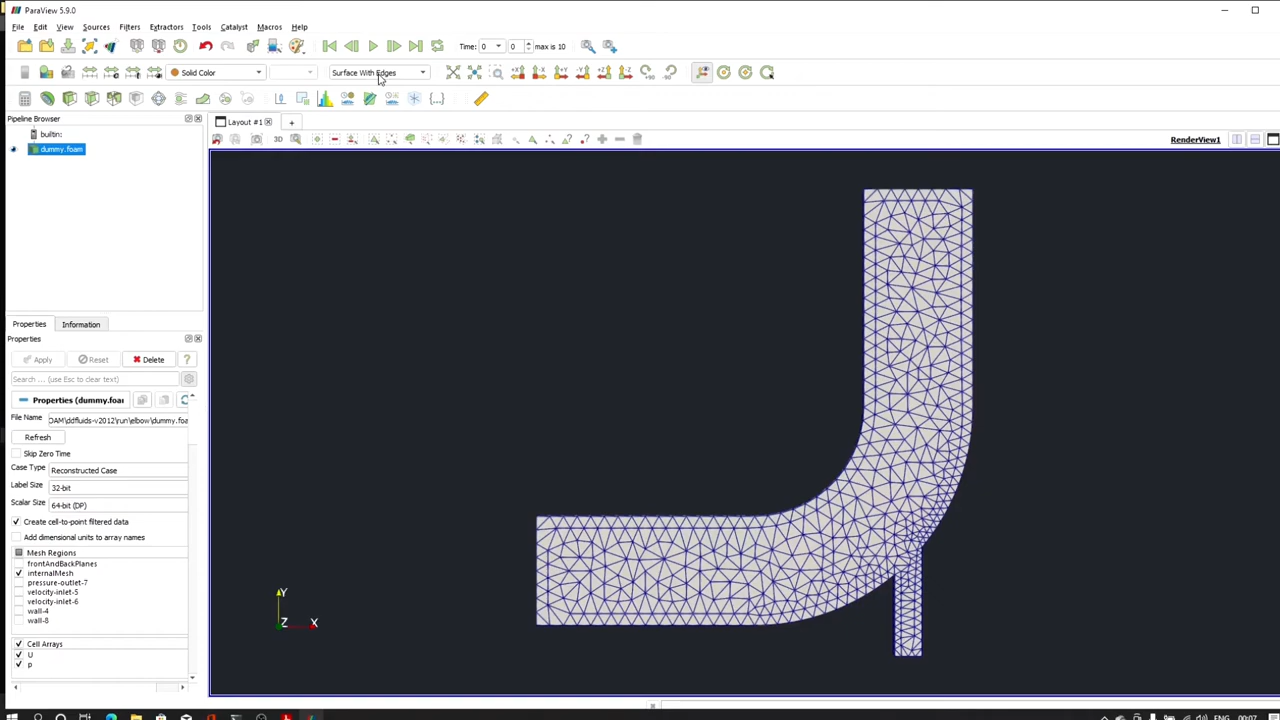 ParaView 5.9.0
File Edit View Sources Filters Extractors Tools Catalyst Macros Help
Time: 0 0 max is 10
Solid Color Surface With Edges +X -X +Y -Y +Z -Z
Pipeline Browser Layout #1
builtin: 3D RenderView1
dummy.foam
Properties Information
Properties
Apply Reset Delete ?
Search ... (use Esc to clear text)
Properties (dummy.foa
File Name OAM\ddfluids-v2012\run\elbow\dummy.foa
Refresh
Skip Zero Time
Case Type Reconstructed Case
Label Size 32-bit
Scalar Size 64-bit (DP)
Create cell-to-point filtered data
Add dimensional units to array names
Mesh Regions
frontAndBackPlanes
internalMesh
pressure-outlet-7
velocity-inlet-5
velocity-inlet-6
wall-4
wall-8
Cell Arrays
U
p
Y
Z X
ENG 00:07